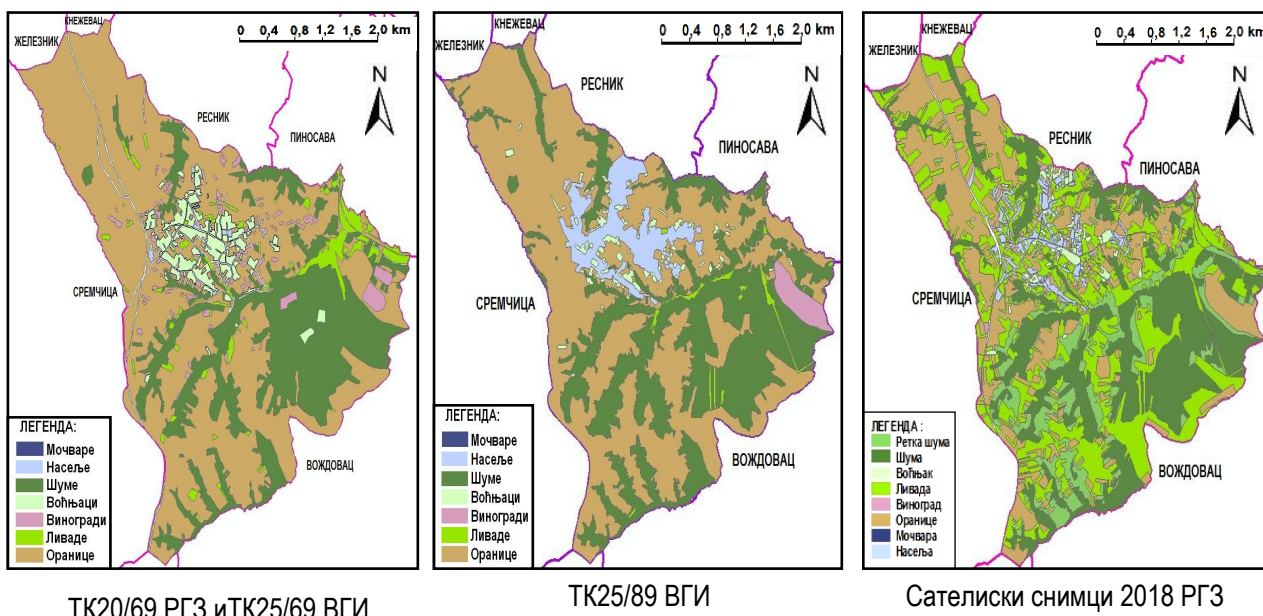 КНЕЖЕВАЦ
ЖЕЛЕЗНИК
0 0,4 0,8 1,2 1,6 2,0 km
N
РЕСНИК
ПИНОСАВА
СРЕМЧИЦА
ВОЖДОВАЦ
ЛЕГЕНДА:
Мочваре
Насеље
Шуме
Воћњаци
Виногради
Ливаде
Оранице
ТК20/69 РГЗ иТК25/69 ВГИ
КНЕЖЕВАЦ
ЖЕЛЕЗНИК
0 0,4 0,8 1,2 1,6 2,0 km
N
РЕСНИК
ПИНОСАВА
СРЕМЧИЦА
ВОЖДОВАЦ
ЛЕГЕНДА:
Мочваре
Насеље
Шуме
Воћњаци
Виногради
Ливаде
Оранице
ТК25/89 ВГИ
КНЕЖЕВАЦ
ЖЕЛЕЗНИК
0 0,4 0,8 1,2 1,6 2,0 km
N
РЕСНИК
ПИНОСАВА
СРЕМЧИЦА
ВОЖДОВАЦ
ЛЕГЕНДА :
Ретка шума
Шума
Воћњак
Ливада
Виноград
Оранице
Мочвара
Насеља
Сателиски снимци 2018 РГЗ